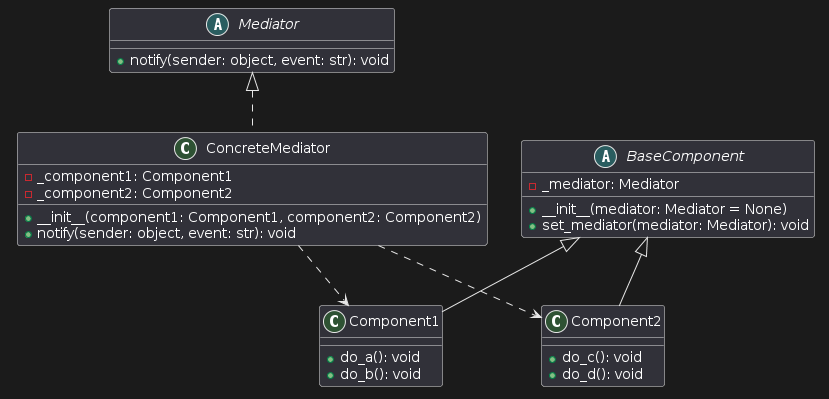 A Mediator
notify(sender: object, event: str): void
C ConcreteMediator
_component1: Component1
_component2: Component2
__init__(component1: Component1, component2: Component2)
notify(sender: object, event: str): void
A BaseComponent
_mediator: Mediator
__init__(mediator: Mediator = None)
set_mediator(mediator: Mediator): void
C Component1
do_a(): void
do_b(): void
C Component2
do_c(): void
do_d(): void